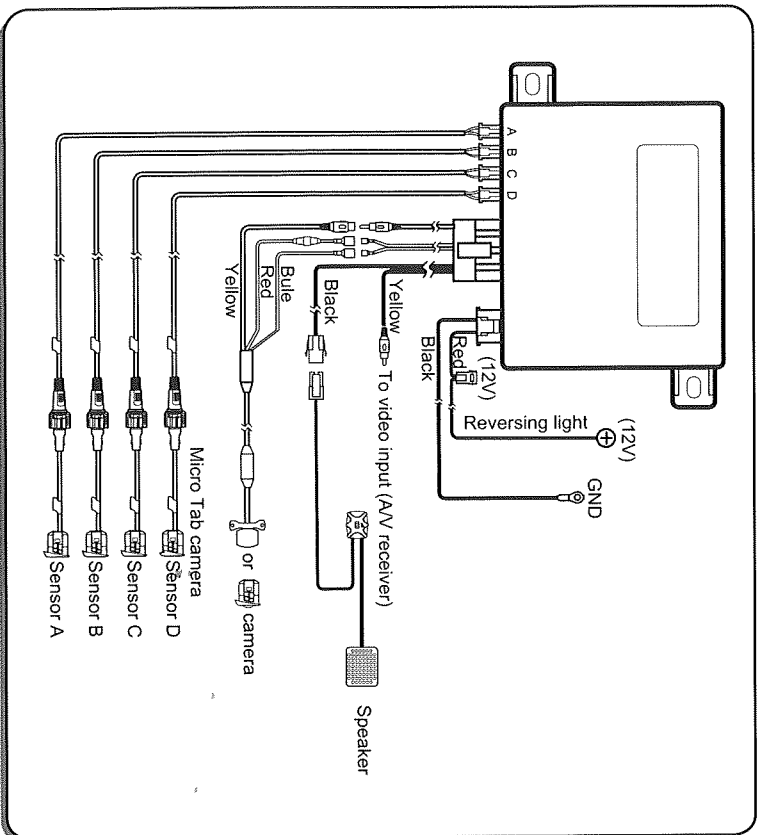 A
B
C
D
(12V)
Red
Black
(12V)
Reversing light
GND
Yellow
To video input (A/V receiver)
Black
Speaker
Bule
Red
Yellow
Micro Tab camera
or
camera
Sensor D
Sensor C
Sensor B
Sensor A